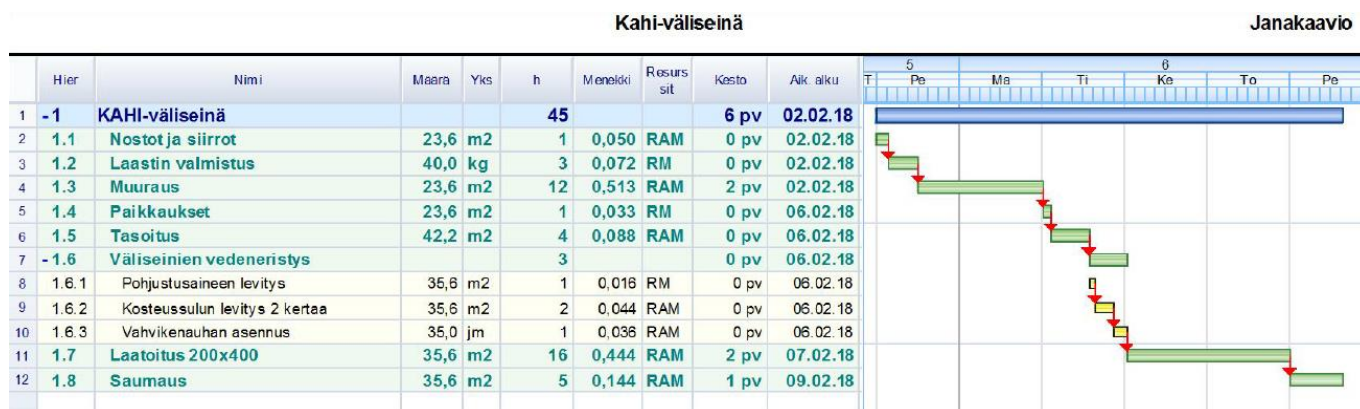 Kahi-väliseinä Janakaavio
Hier Nimi Maara Yks h Menekki Resurs sit Kesto Aik. alku 5 6
T Pe Ma Ti Ke To Pe
1 -1 KAHI-väliseinä 45 6 pv 02.02.18
2 1.1 Nostot ja siirrot 23,6 m2 1 0,050 RAM 0 pv 02.02.18
3 1.2 Laastin valmistus 40,0 kg 3 0,072 RM 0 pv 02.02.18
4 1.3 Muuraus 23,6 m2 12 0,513 RAM 2 pv 02.02.18
5 1.4 Paikkaukset 23,6 m2 1 0,033 RM 0 pv 06.02.18
6 1.5 Tasoitus 42,2 m2 4 0,088 RAM 0 pv 06.02.18
7 -1.6 Väliseinien vedeneristys 3 0 pv 06.02.18
8 1.6.1 Pohjustusaineen levitys 35,6 m2 1 0,016 RM 0 pv 06.02.18
9 1.6.2 Kosteussulun levitys 2 kertaa 35,6 m2 2 0,044 RAM 0 pv 06.02.18
10 1.6.3 Vahvikenauhan asennus 35,0 jm 1 0,036 RAM 0 pv 06.02.18
11 1.7 Laatoitus 200x400 35,6 m2 16 0,444 RAM 2 pv 07.02.18
12 1.8 Saumaus 35,6 m2 5 0,144 RAM 1 pv 09.02.18